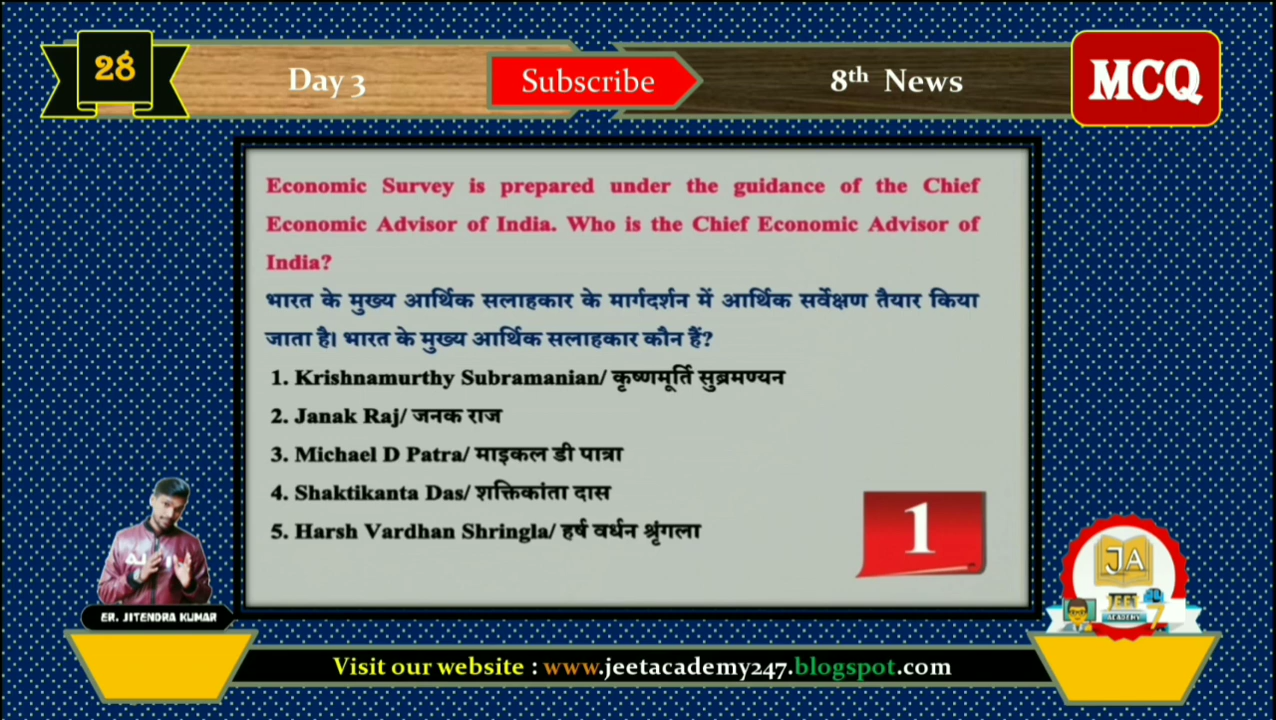 28
Day 3
Subscribe
8th News
MCQ
Economic Survey is prepared under the guidance of the Chief
Economic Advisor of India. Who is the Chief Economic Advisor of
India?
भारत के मुख्य आर्थिक सलाहकार के मार्गदर्शन में आर्थिक सर्वेक्षण तैयार किया
जाता है। भारत के मुख्य आर्थिक सलाहकार कौन हैं?
1. Krishnamurthy Subramanian/ कृष्णमूर्ति सुब्रमण्यन
2. Janak Raj/ जनक राज
3. Michael D Patra/ माइकल डी पात्रा
4. Shaktikanta Das/ शक्तिकांता दास
5. Harsh Vardhan Shringla/ हर्ष वर्धन श्रृंगला
1
ER. JITENDRA KUMAR
JA
JEET
ACADEMY
7
Visit our website : www.jeetacademy247.blogspot.com